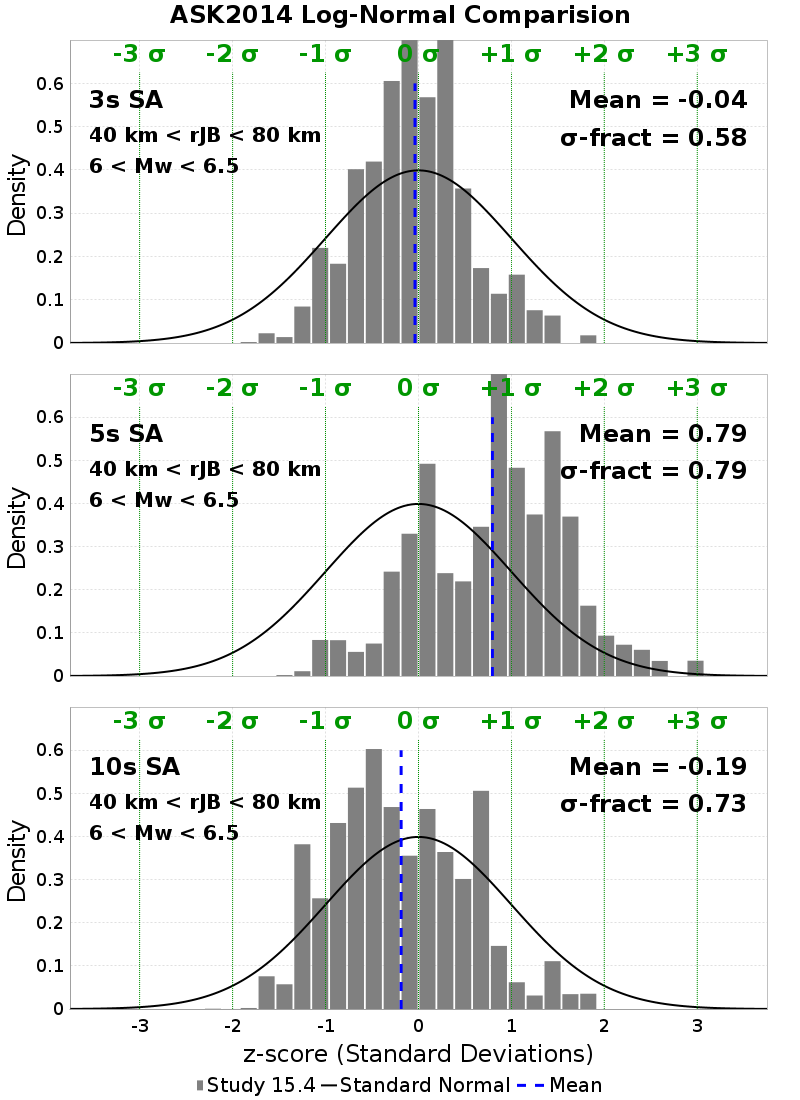 ASK2014 Log-Normal Comparision
-3 σ -2 σ -1 σ 0 σ +1 σ +2 σ +3 σ
3s SA Mean = -0.04
40 km < rJB < 80 km σ-fract = 0.58
6 < Mw < 6.5
0.6
0.5
0.4
0.3
0.2
0.1
0
Density
-3 σ -2 σ -1 σ 0 σ +1 σ +2 σ +3 σ
5s SA Mean = 0.79
40 km < rJB < 80 km σ-fract = 0.79
6 < Mw < 6.5
0.6
0.5
0.4
0.3
0.2
0.1
0
Density
-3 σ -2 σ -1 σ 0 σ +1 σ +2 σ +3 σ
10s SA Mean = -0.19
40 km < rJB < 80 km σ-fract = 0.73
6 < Mw < 6.5
0.6
0.5
0.4
0.3
0.2
0.1
0
Density
-3 -2 -1 0 1 2 3
z-score (Standard Deviations)
Study 15.4 Standard Normal Mean